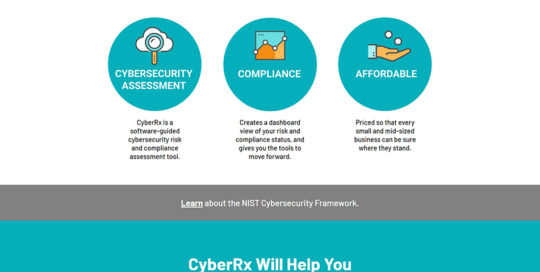 CYBERSECURITY
ASSESSMENT
CyberRx is a
software-guided
cybersecurity risk
and compliance
assessment tool.
COMPLIANCE
Creates a dashboard
view of your risk and
compliance status, and
gives you the tools to
move forward.
AFFORDABLE
Priced so that every
small and mid-sized
business can be sure
where they stand.
Learn about the NIST Cybersecurity Framework.
CyberRx Will Help You